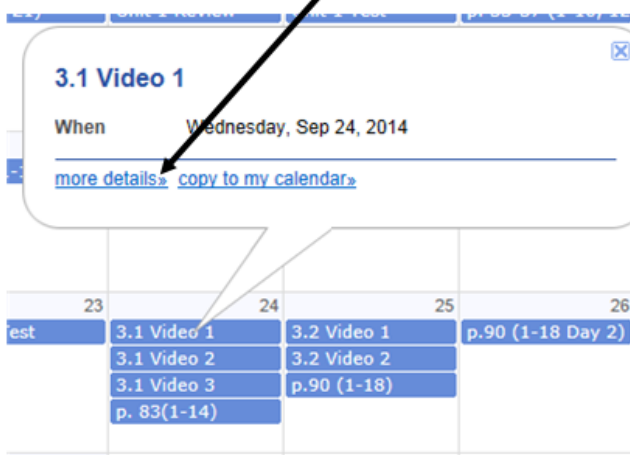 3.1 Video 1
When Wednesday, Sep 24, 2014
more details» copy to my calendar»
23 24 25 26
est 3.1 Video 1 3.2 Video 1 p.90 (1-18 Day 2)
3.1 Video 2 3.2 Video 2
3.1 Video 3 p.90 (1-18)
p. 83(1-14)